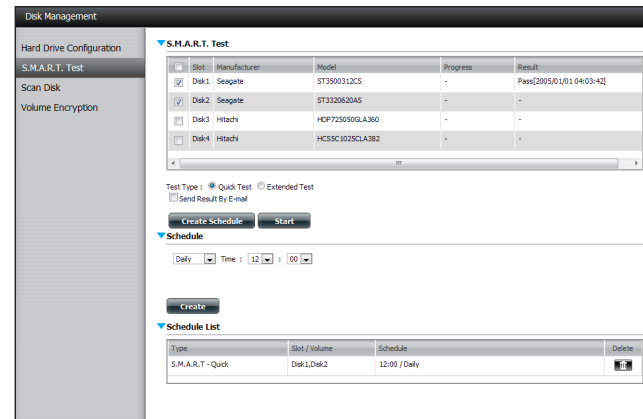 Disk Management
Hard Drive Configuration
S.M.A.R.T. Test
Scan Disk
Volume Encryption
S.M.A.R.T. Test
Slot Manufacturer Model Progress Result
Disk1 Seagate ST3500312CS - Pass[2005/01/01 04:03:42]
Disk2 Seagate ST3320620AS - -
Disk3 Hitachi HDP725050GLA360 - -
Disk4 Hitachi HCS5C1025CLA382 - -
Test Type : Quick Test Extended Test
Send Result By E-mail
Create Schedule Start
Schedule
Daily Time : 12 : 00
Create
Schedule List
Type Slot / Volume Schedule Delete
S.M.A.R.T - Quick Disk1,Disk2 12:00 / Daily